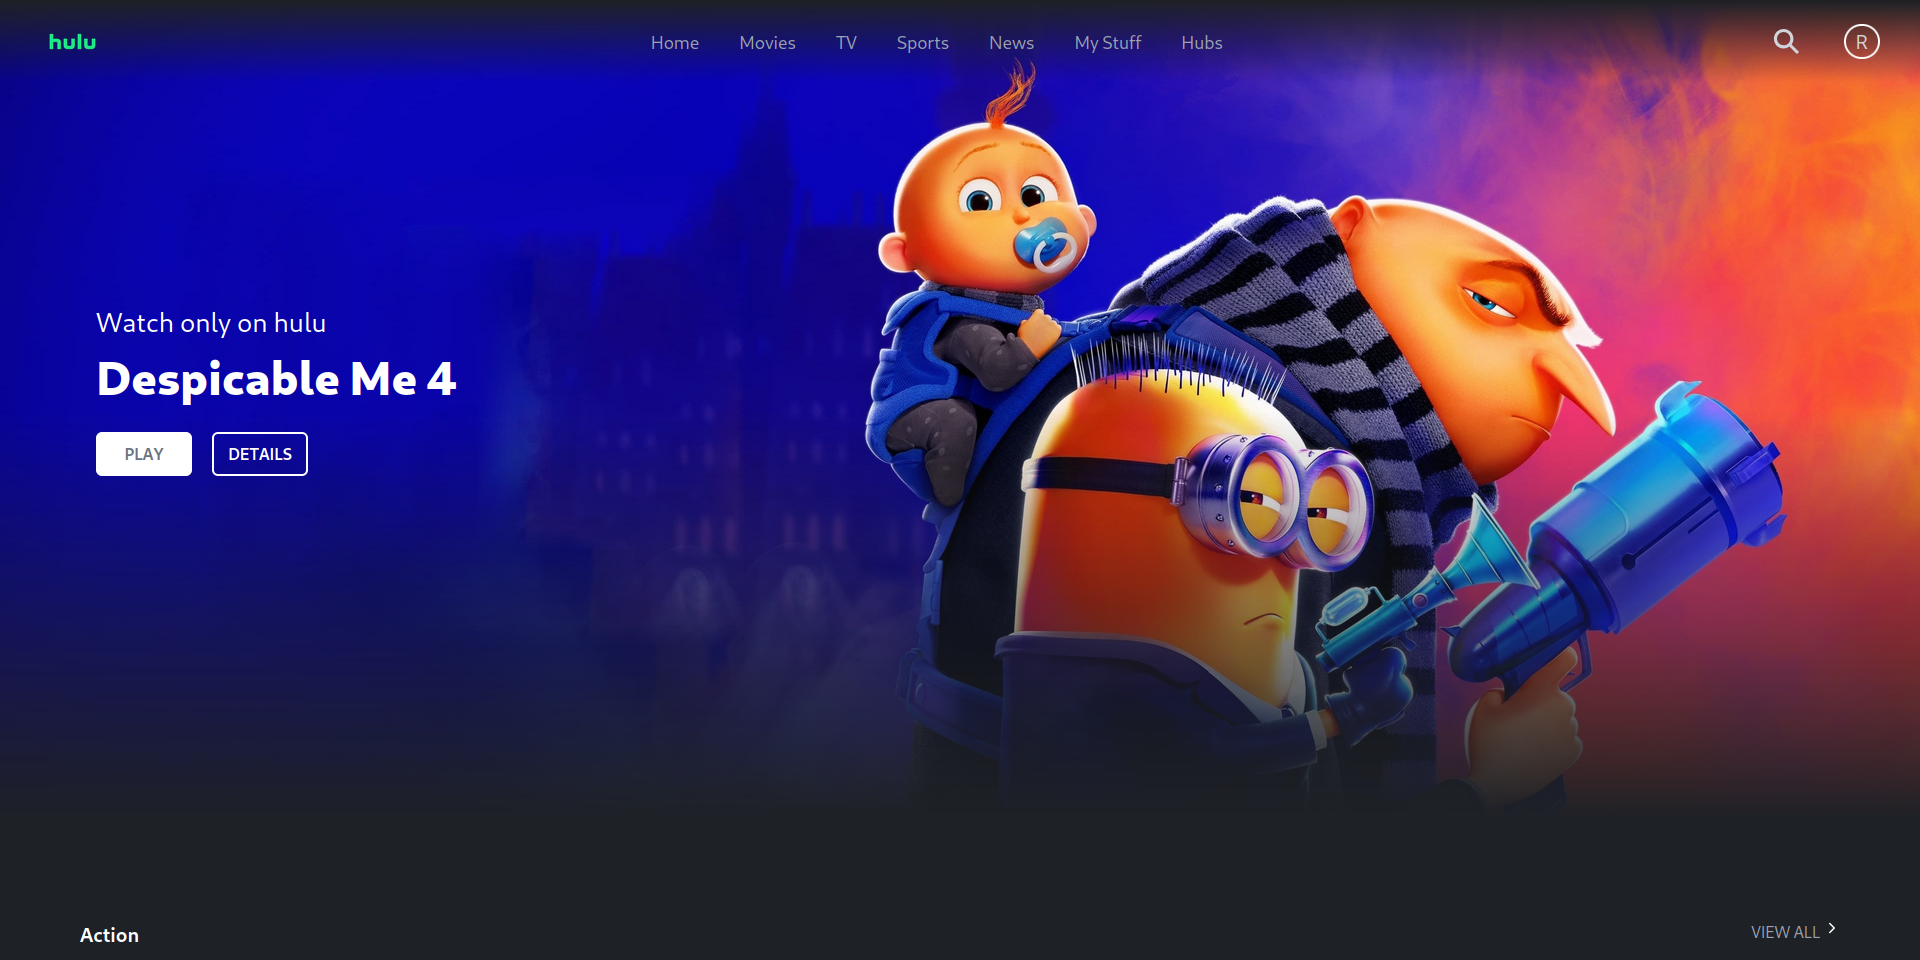 hulu
Home Movies TV Sports News My Stuff Hubs
R
Watch only on hulu
Despicable Me 4
PLAY DETAILS
Action
VIEW ALL